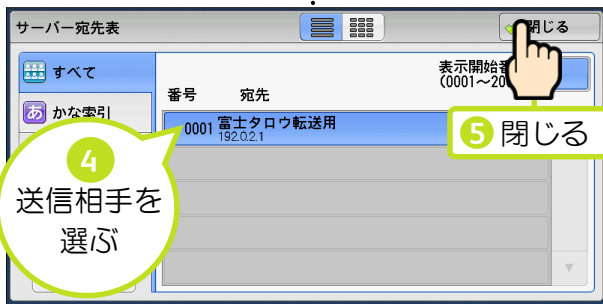 サーバー宛先表
閉じる
すべて
かな索引
表示開始番
(0001～20
番号
宛先
0001 富士タロウ転送用
192.0.2.1
4
送信相手を
選ぶ
5 閉じる